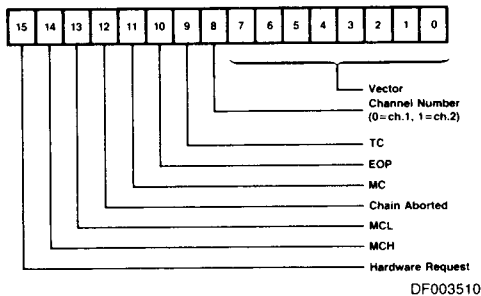 15 14 13 12 11 10 9 8 7 6 5 4 3 2 1 0
Vector
Channel Number
(0=ch.1, 1=ch.2)
TC
EOP
MC
Chain Aborted
MCL
MCH
Hardware Request
DF003510